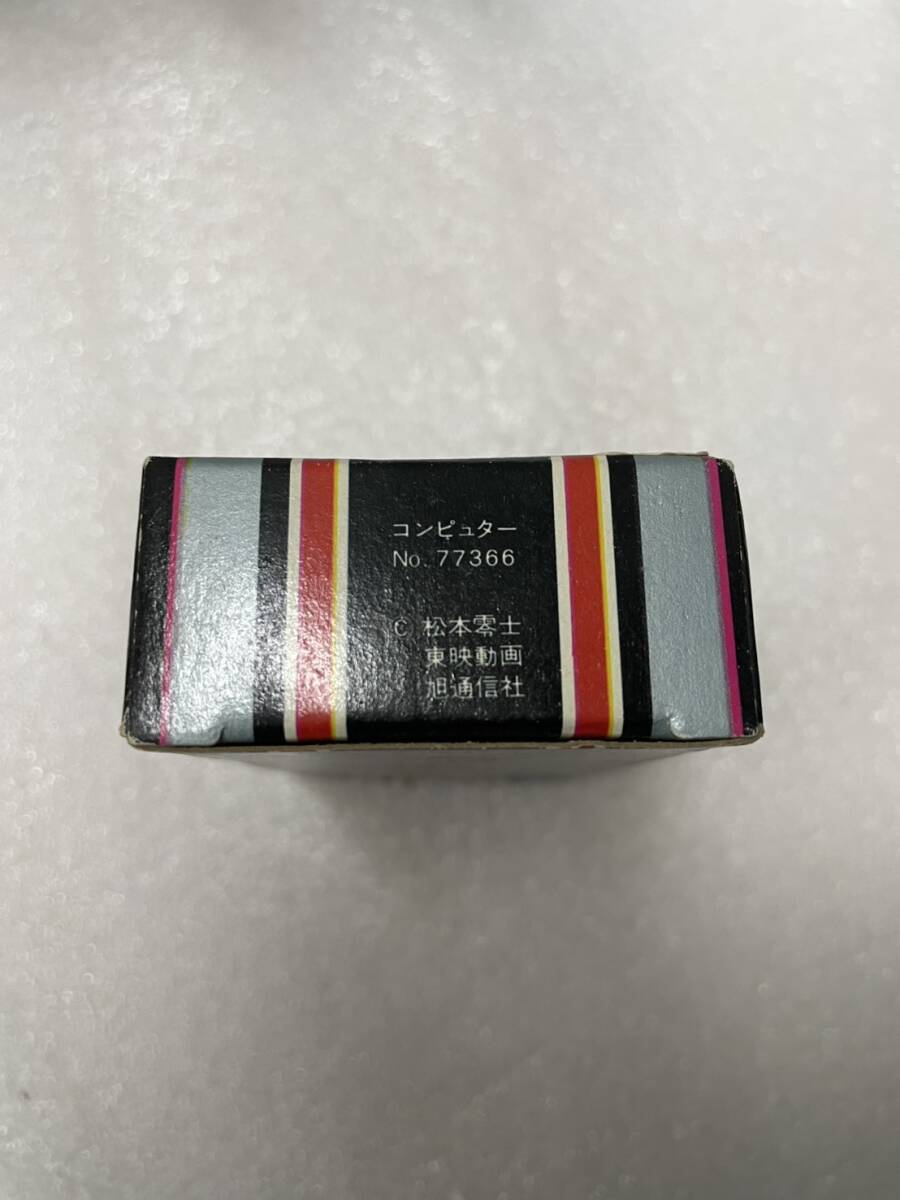 コンピュター
No. 77366
© 松本零士
東映動画
旭通信社